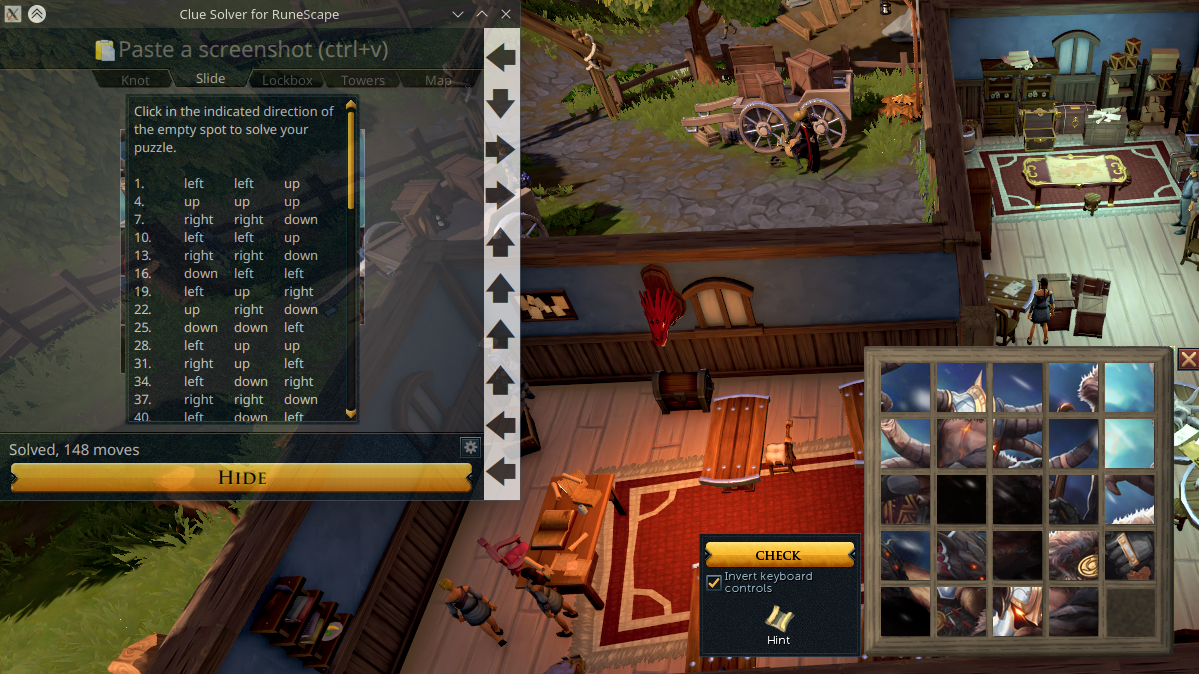 Clue Solver for RuneScape
Paste a screenshot (ctrl+v)
Knot Slide Lockbox Towers Map
Click in the indicated direction of
the empty spot to solve your
puzzle.
1. left left up
4. up up up
7. right right down
10. left left up
13. right right down
16. down left left
19. left up right
22. up right down
25. down down left
28. left up up
31. right up left
34. left down right
37. right right down
40. left down left
Solved, 148 moves
HIDE
CHECK
Invert keyboard
controls
Hint